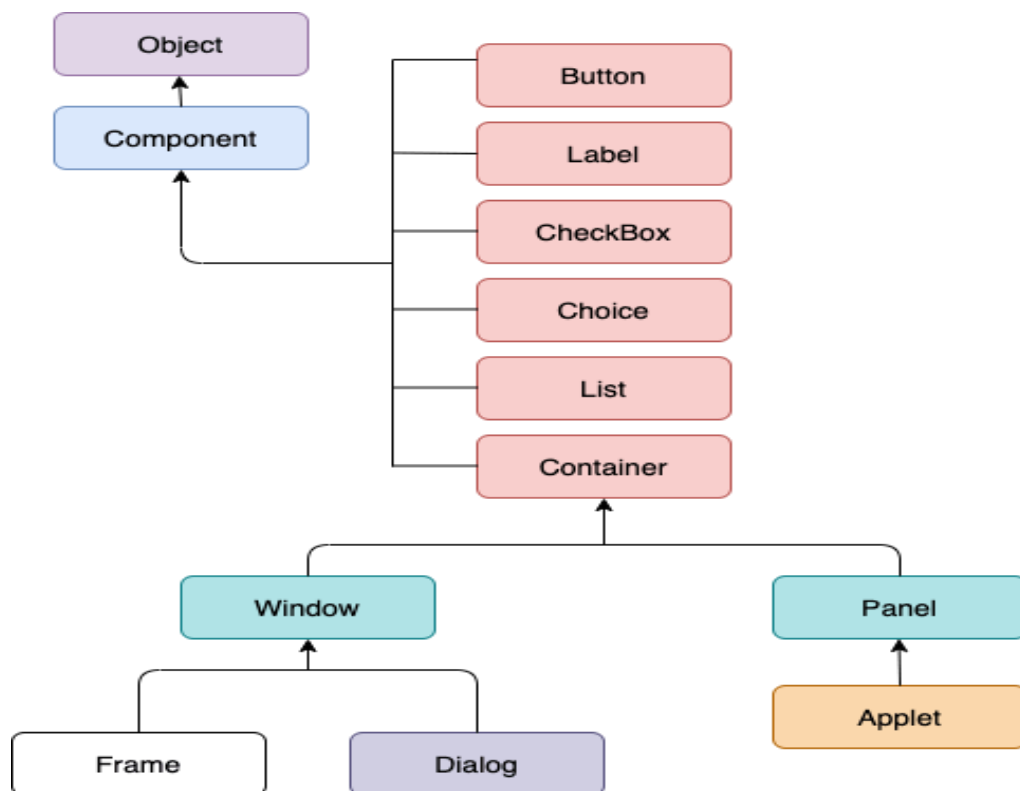 Object
Component
Button
Label
CheckBox
Choice
List
Container
Window
Panel
Frame
Dialog
Applet